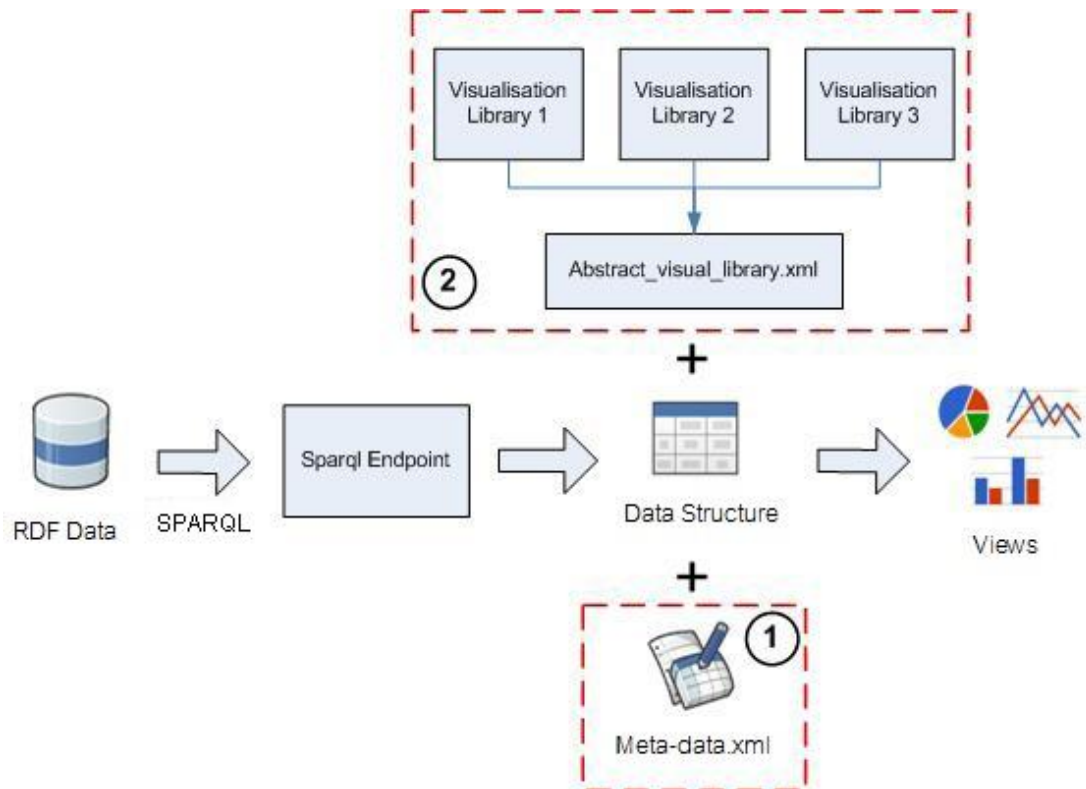 Visualisation
Library 1
Visualisation
Library 2
Visualisation
Library 3
Abstract_visual_library.xml
2
+
RDF Data
SPARQL
Sparql Endpoint
Data Structure
Views
+
1
Meta-data.xml